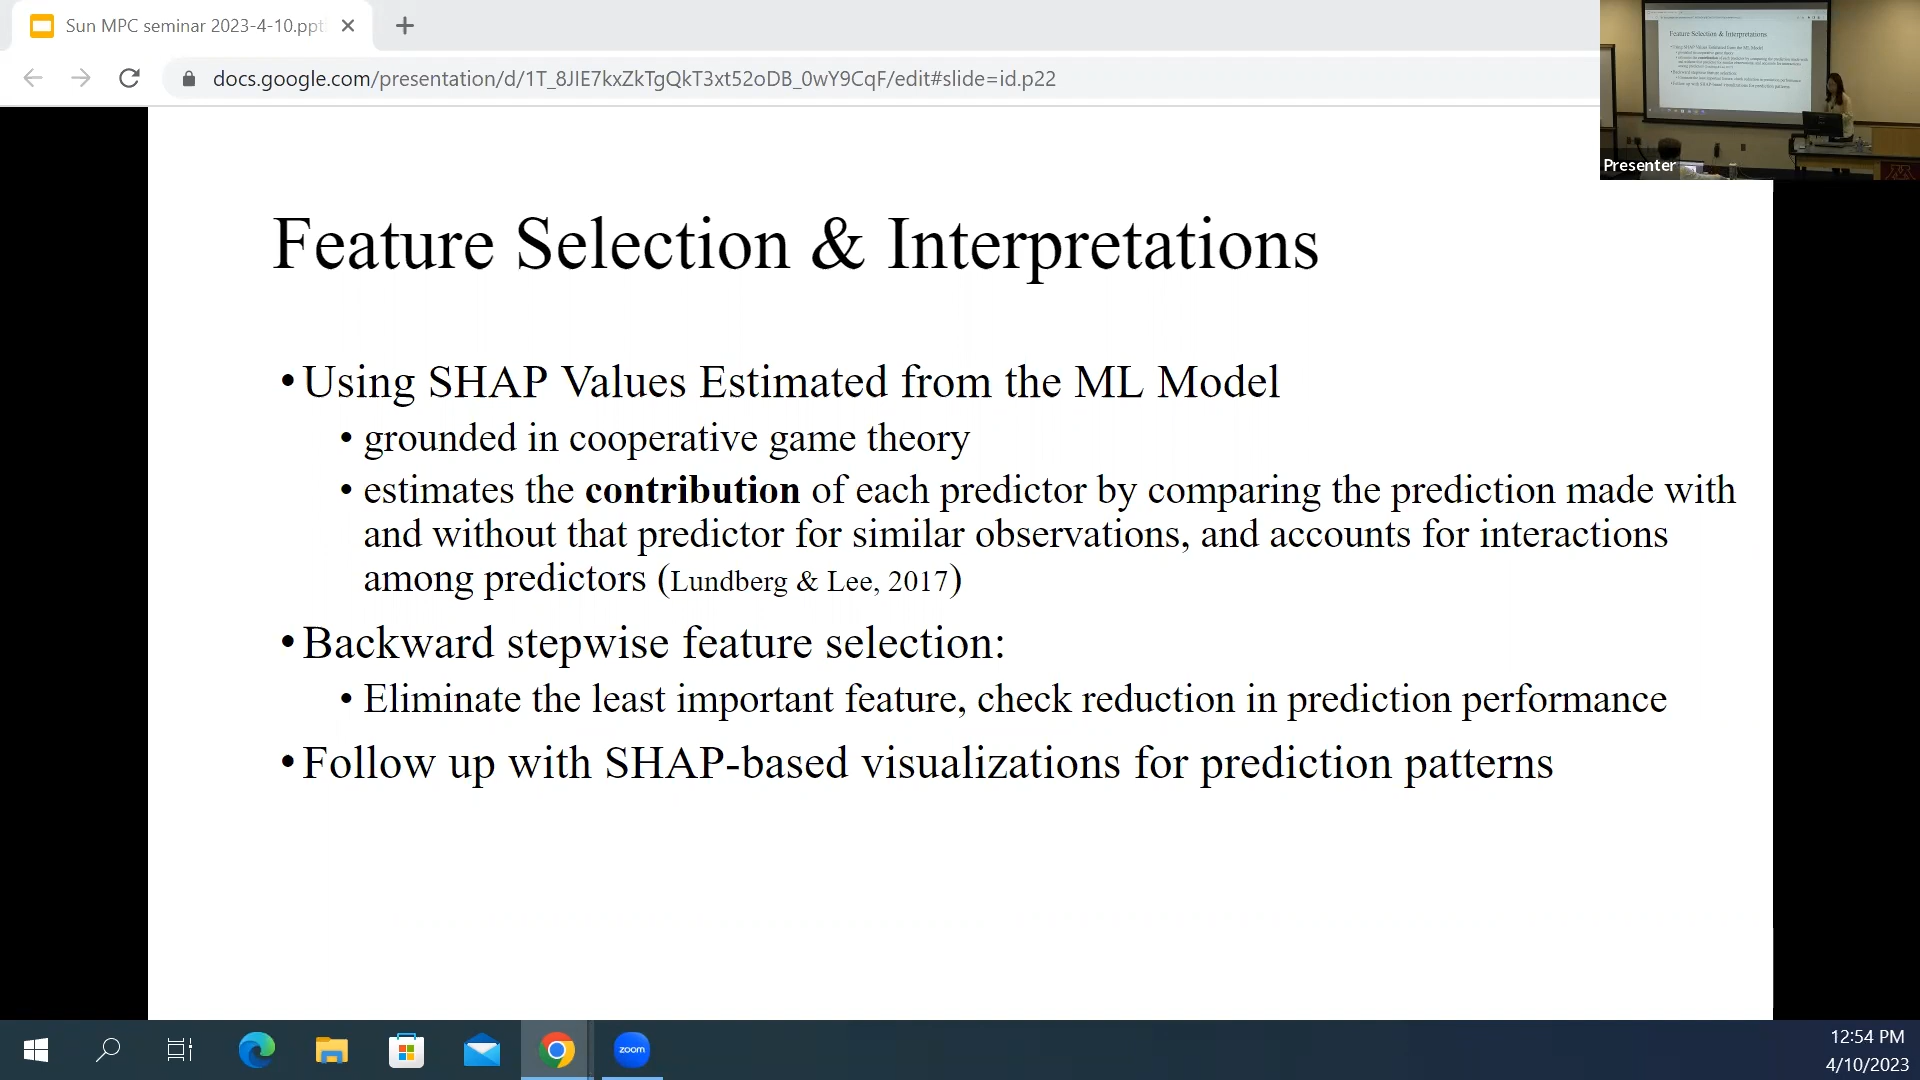 Sun MPC seminar 2023-4-10.ppt
docs.google.com/presentation/d/1T_8JIE7kxZkTgQkT3xt52oDB_0wY9CqF/edit#slide=id.p22
Feature Selection & Interpretations
Presenter
Feature Selection & Interpretations
•Using SHAP Values Estimated from the ML Model
• grounded in cooperative game theory
• estimates the contribution of each predictor by comparing the prediction made with
and without that predictor for similar observations, and accounts for interactions
among predictors (Lundberg & Lee, 2017)
•Backward stepwise feature selection:
• Eliminate the least important feature, check reduction in prediction performance
•Follow up with SHAP-based visualizations for prediction patterns
zoom
12:54 PM
4/10/2023